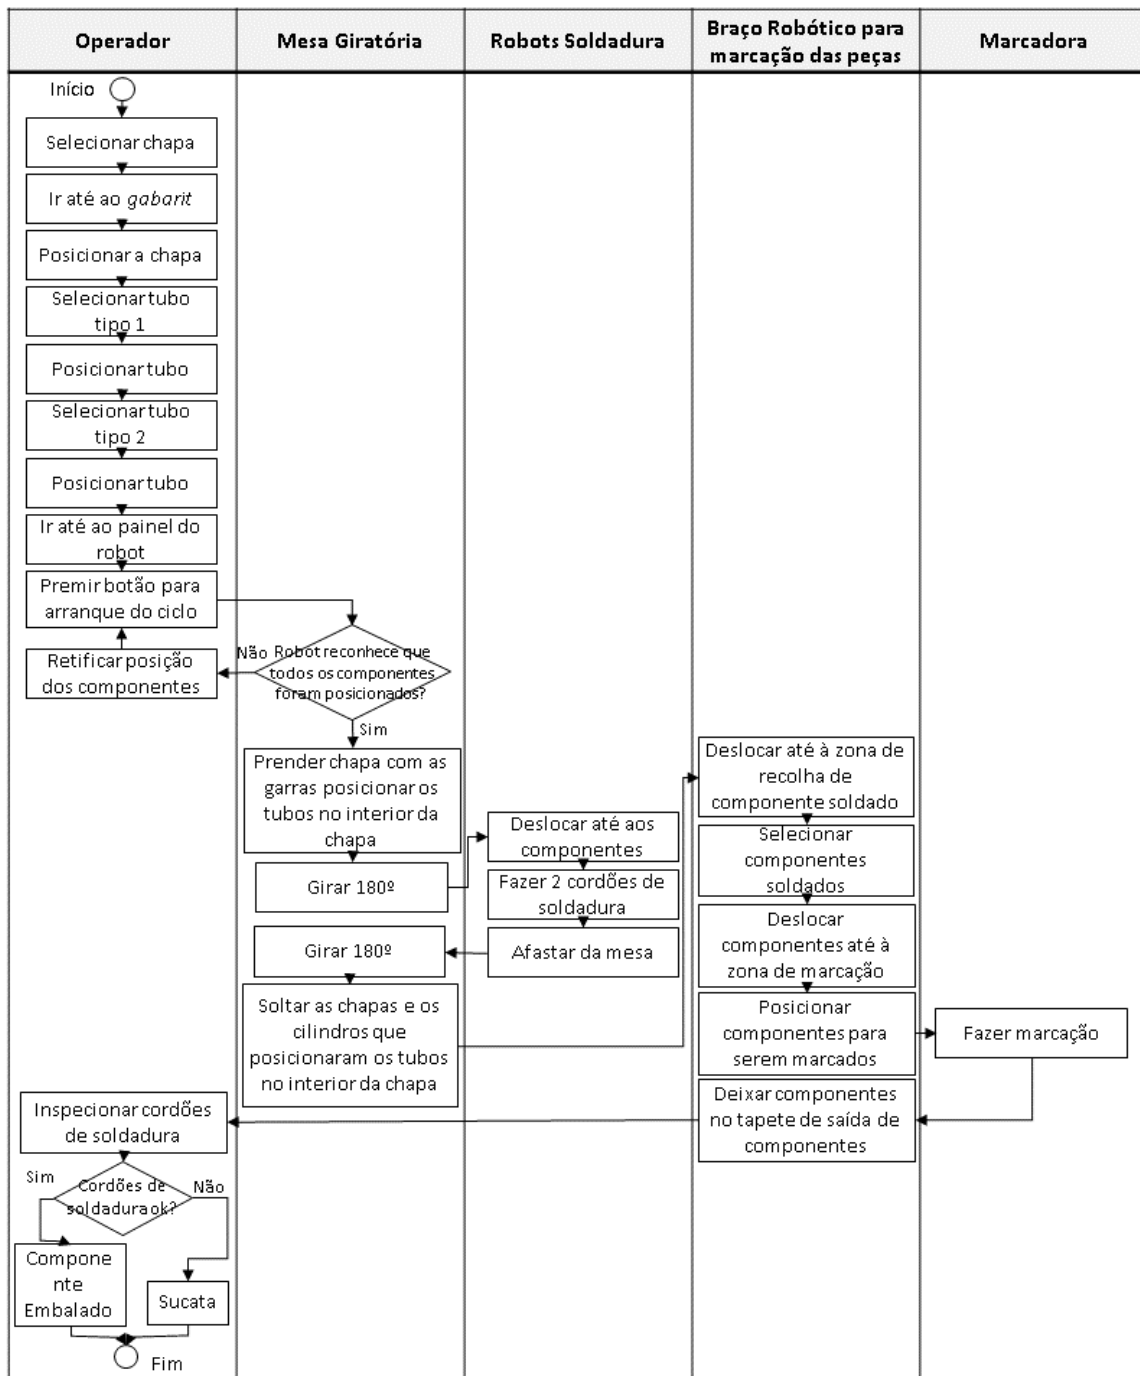 Operador
Mesa Giratória
Robots Soldadura
Braço Robótico para
marcação das peças
Marcadora
Início
Selecionar chapa
Ir até ao gabarit
Posicionar a chapa
Selecionar tubo
tipo 1
Posicionar tubo
Selecionar tubo
tipo 2
Posicionar tubo
Ir até ao painel do
robot
Premir botão para
arranque do ciclo
Retificar posição
dos componentes
Não
Robot reconhece que
todos os componentes
foram posicionados?
Sim
Prender chapa com as
garras posicionar os
tubos no interior da
chapa
Girar 180º
Deslocar até aos
componentes
Fazer 2 cordões de
soldadura
Afastar da mesa
Girar 180º
Soltar as chapas e os
cilindros que
posicionaram os tubos
no interior da chapa
Deslocar até à zona de
recolha de
componente soldado
Selecionar
componentes
soldados
Deslocar
componentes até à
zona de marcação
Posicionar
componentes para
serem marcados
Fazer marcação
Deixar componentes
no tapete de saída de
componentes
Inspecionar cordões
de soldadura
Sim
Cordões de
soldadura ok?
Não
Compone
nte
Embalado
Sucata
Fim